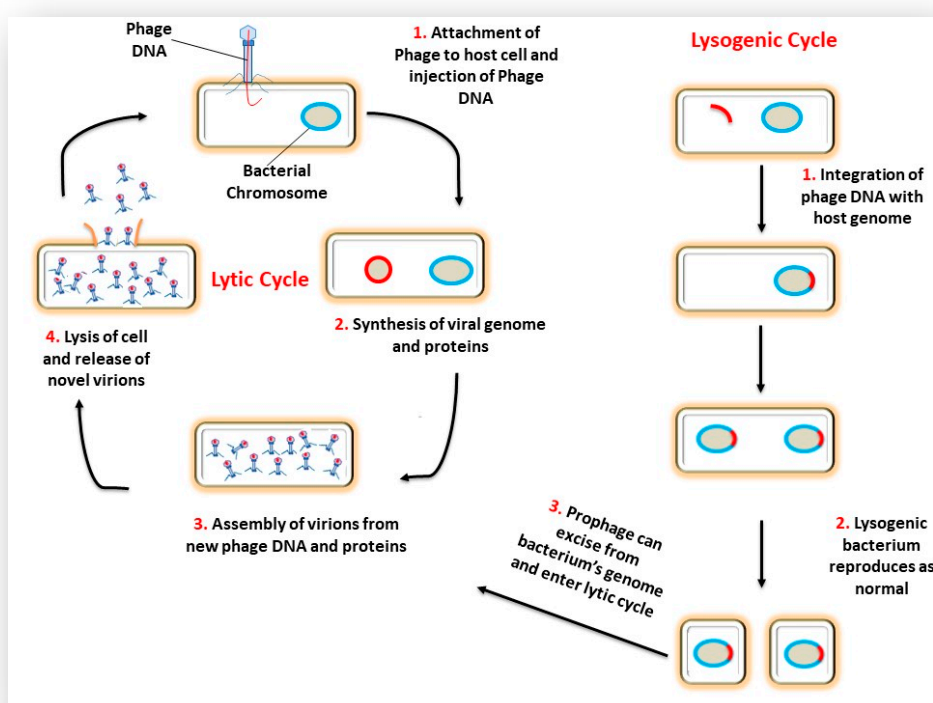 Phage
DNA
1. Attachment of
Phage to host cell and
injection of Phage
DNA
Bacterial
Chromosome
Lytic Cycle
2. Synthesis of viral genome
and proteins
3. Assembly of virions from
new phage DNA and proteins
4. Lysis of cell
and release of
novel virions
Lysogenic Cycle
1. Integration of
phage DNA with
host genome
2. Lysogenic
bacterium
reproduces as
normal
3. Prophage can
excise from
bacterium's genome
and enter lytic cycle